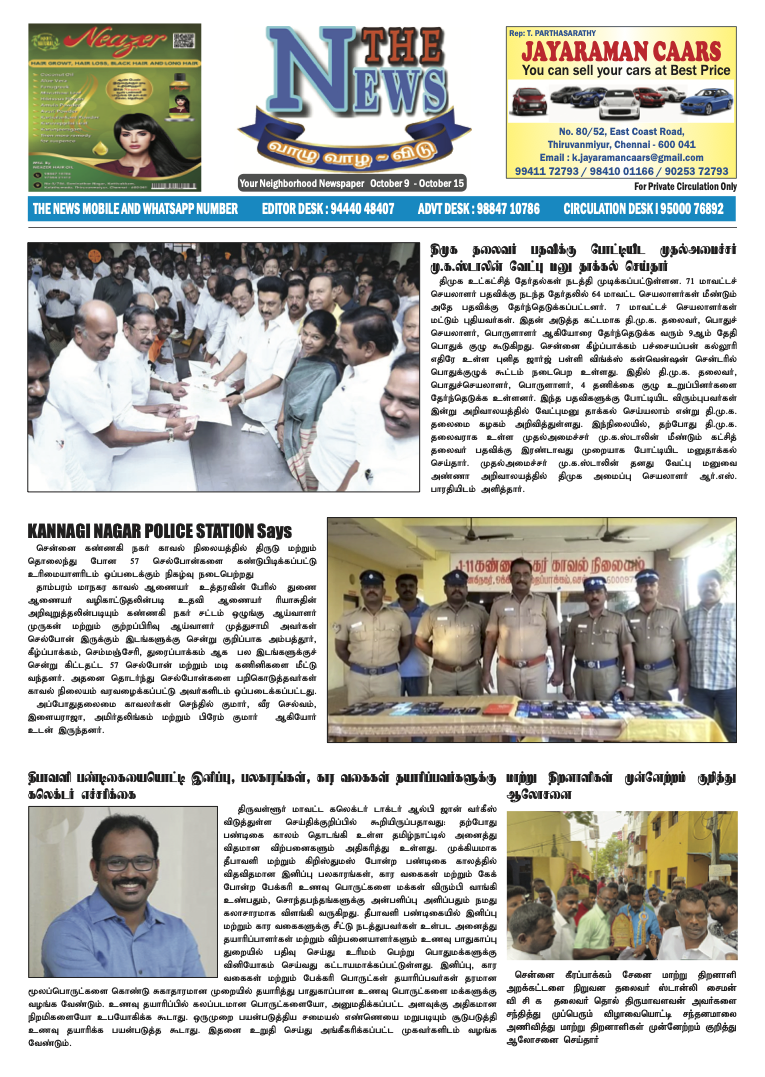 Neazer
HAIR GROWT, HAIR LOSS, BLACK HAIR AND LONG HAIR
THE
NEWS
வாழு வாழ - விடு
Your Neighborhood Newspaper October 9 - October 15
Rep: T. PARTHASARATHY
JAYARAMAN CAARS
You can sell your cars at Best Price
No. 80/52, East Coast Road,
Thiruvanmiyur, Chennai - 600 041
Email : k.jayaramancaars@gmail.com
99411 72793 / 98410 01166 / 90253 72793
For Private Circulation Only
THE NEWS MOBILE AND WHATSAPP NUMBER EDITOR DESK : 94440 48407 ADVT DESK : 98847 10786 CIRCULATION DESK I 95000 76892
திமுக தலைவர் பதவிக்கு போட்டியிட முதல்அமைச்சர்
மு.க.ஸ்டாலின் வேட்பு மனு தாக்கல் செய்தார்
திமுக உட்கட்சித் தேர்தல்கள் நடத்தி முடிக்கப்பட்டுள்ளன. 71 மாவட்டச்
செயலாளர் பதவிக்கு நடந்த தேர்தலில் 64 மாவட்ட செயலாளர்கள் மீண்டும்
அதே பதவிக்கு தேர்ந்தெடுக்கப்பட்டனர். 7 மாவட்டச் செயலாளர்கள்
மட்டும் புதியவர்கள். இதன் அடுத்த கட்டமாக தி.மு.க. தலைவர், பொதுச்
செயலாளர், பொருளாளர் ஆகியோரை தேர்ந்தெடுக்க வரும் 9ஆம் தேதி
பொதுக் குழு கூடுகிறது. சென்னை கீழ்ப்பாக்கம் பச்சையப்பன் கல்லூரி
எதிரே உள்ள புனித ஜார்ஜ் பள்ளி விங்க்ஸ் கன்வென்ஷன் சென்டரில்
பொதுக்குழுக் கூட்டம் நடைபெற உள்ளது. இதில் தி.மு.க. தலைவர்,
பொதுச்செயலாளர், பொருளாளர், 4 தணிக்கை குழு உறுப்பினர்களை
தேர்ந்தெடுக்க உள்ளனர். இந்த பதவிகளுக்கு போட்டியிட விரும்புபவர்கள்
இன்று அறிவாலயத்தில் வேட்புமனு தாக்கல் செய்யலாம் என்று தி.மு.க.
தலைமை கழகம் அறிவித்துள்ளது. இந்நிலையில், தற்போது தி.மு.க.
தலைவராக உள்ள முதல்அமைச்சர் மு.க.ஸ்டாலின் மீண்டும் கட்சித்
தலைவர் பதவிக்கு இரண்டாவது முறையாக போட்டியிட மனுதாக்கல்
செய்தார். முதல்அமைச்சர் மு.க.ஸ்டாலின் தனது வேட்பு மனுவை
அண்ணா அறிவாலயத்தில் திமுக அமைப்பு செயலாளர் ஆர்.எஸ்.
பாரதியிடம் அளித்தார்.
KANNAGI NAGAR POLICE STATION Says
சென்னை கண்ணகி நகர் காவல் நிலையத்தில் திருடு மற்றும்
தொலைந்து போன 57 செல்போன்களை கண்டுபிடிக்கப்பட்டு
உரிமையாளரிடம் ஒப்படைக்கும் நிகழ்வு நடைபெற்றது
தாம்பரம் மாநகர காவல் ஆணையர் உத்தரவின் பேரில் துணை
ஆணையர் வழிகாட்டுதலின்படி உதவி ஆணையர் ரியாசுதின்
அறிவுறுத்தலின்படியும் கண்ணகி நகர் சட்டம் ஒழுங்கு ஆய்வாளர்
முருகன் மற்றும் குற்றப்பிரிவு ஆய்வாளர் முத்துசாமி அவர்கள்
செல்போன் இருக்கும் இடங்களுக்கு சென்று குறிப்பாக அம்பத்தூர்,
கீழ்ப்பாக்கம், செம்மஞ்சேரி, துரைப்பாக்கம் ஆக பல இடங்களுக்குச்
சென்று கிட்டதட்ட 57 செல்போன் மற்றும் மடி கணினிகளை மீட்டு
வந்தனர். அதனை தொடர்ந்து செல்போன்களை பறிகொடுத்தவர்கள்
காவல் நிலையம் வரவழைக்கப்பட்டு அவர்களிடம் ஒப்படைக்கப்பட்டது.
அப்போதுதலைமை காவலர்கள் செந்தில் குமார், வீர செல்வம்,
இளையராஜா, அமிர்தலிங்கம் மற்றும் பிரேம் குமார் ஆகியோர்
உடன் இருந்தனர்.
தீபாவளி பண்டிகையையொட்டி இனிப்பு, பலகாரங்கள், கார வகைகள் தயாரிப்பவர்களுக்கு
கலெக்டர் எச்சரிக்கை
திருவள்ளூர் மாவட்ட கலெக்டர் டாக்டர் ஆல்பி ஜான் வர்கீஸ்
விடுத்துள்ள செய்திக்குறிப்பில் கூறியிருப்பதாவது: தற்போது
பண்டிகை காலம் தொடங்கி உள்ள தமிழ்நாட்டில் அனைத்து
விதமான விற்பனைகளும் அதிகரித்து உள்ளது. முக்கியமாக
தீபாவளி மற்றும் கிறிஸ்துமஸ் போன்ற பண்டிகை காலத்தில்
விதவிதமான இனிப்பு பலகாரங்கள், கார வகைகள் மற்றும் கேக்
போன்ற பேக்கரி உணவு பொருட்களை மக்கள் விரும்பி வாங்கி
உண்பதும், சொந்தபந்தங்களுக்கு அன்பளிப்பு அளிப்பதும் நமது
கலாசாரமாக விளங்கி வருகிறது. தீபாவளி பண்டிகையில் இனிப்பு
மற்றும் கார வகைகளுக்கு சீட்டு நடத்துபவர்கள் உள்பட அனைத்து
தயாரிப்பாளர்கள் மற்றும் விற்பனையாளர்களும் உணவு பாதுகாப்பு
துறையில் பதிவு செய்து உரிமம் பெற்று பொதுமக்களுக்கு
வினியோகம் செய்வது கட்டாயமாக்கப்பட்டுள்ளது. இனிப்பு, கார
வகைகள் மற்றும் பேக்கரி பொருட்கள் தயாரிப்பவர்கள் தரமான
மூலப்பொருட்களை கொண்டு சுகாதாரமான முறையில் தயாரித்து பாதுகாப்பான உணவு பொருட்களை மக்களுக்கு
வழங்க வேண்டும். உணவு தயாரிப்பில் கலப்படமான பொருட்களையோ, அனுமதிக்கப்பட்ட அளவுக்கு அதிகமான
நிறமிகளையோ உபயோகிக்க கூடாது. ஒருமுறை பயன்படுத்திய சமையல் எண்ணெயை மறுபடியும் சூடுபடுத்தி
உணவு தயாரிக்க பயன்படுத்த கூடாது. இதனை உறுதி செய்து அங்கீகரிக்கப்பட்ட முகவர்களிடம் வழங்க
வேண்டும்.
மாற்று திறனாளிகள் முன்னேற்றம் குறித்து
ஆலோசனை
சென்னை கீரப்பாக்கம் சேனை மாற்று திறனாளி
அறக்கட்டளை நிறுவன தலைவர் ஸ்டான்லி சைமன்
வி சி க தலைவர் தொல் திருமாவளவன் அவர்களை
சந்தித்து முப்பெரும் விழாவையொட்டி சந்தனமாலை
அணிவித்து மாற்று திறனாளிகள் முன்னேற்றம் குறித்து
ஆலோசனை செய்தார்